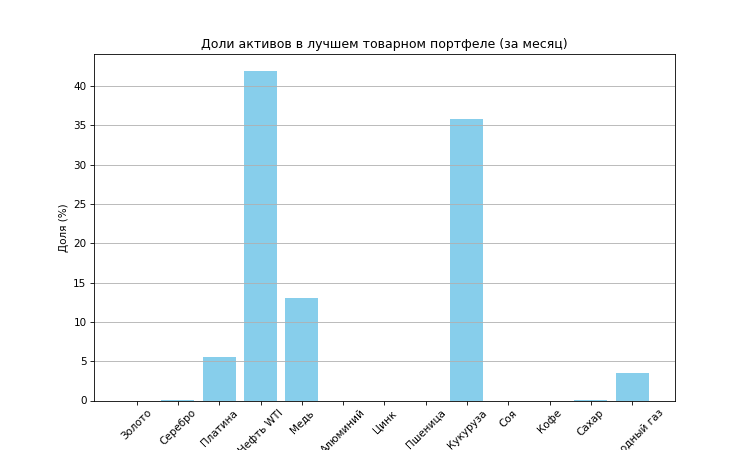 Доли активов в лучшем товарном портфеле (за месяц)
Доля (%)
40
35
30
25
20
15
10
5
0
Золото
Серебро
Платина
Нефть WTI
Медь
Алюминий
Цинк
Пшеница
Кукуруза
Соя
Кофе
Сахар
газ